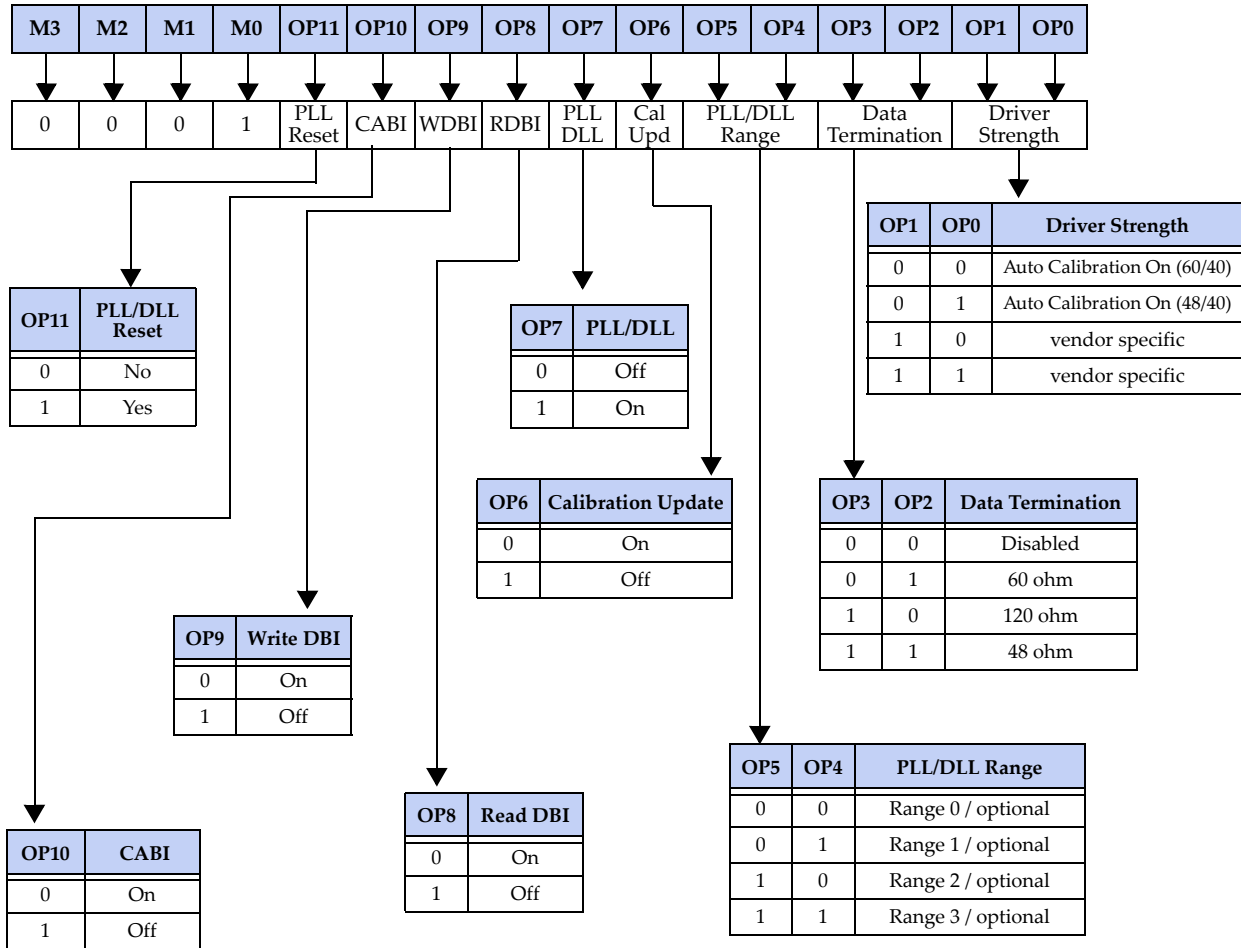 M3 M2 M1 M0 OP11 OP10 OP9 OP8 OP7 OP6 OP5 OP4 OP3 OP2 OP1 OP0
0 0 0 1 PLL Reset CABI WDBI RDBI PLL DLL Cal Upd PLL/DLL Range Data Termination Driver Strength
OP1 OP0 Driver Strength
0 0 Auto Calibration On (60/40)
0 1 Auto Calibration On (48/40)
1 0 vendor specific
1 1 vendor specific
OP11 PLL/DLL Reset
0 No
1 Yes
OP7 PLL/DLL
0 Off
1 On
OP6 Calibration Update
0 On
1 Off
OP3 OP2 Data Termination
0 0 Disabled
0 1 60 ohm
1 0 120 ohm
1 1 48 ohm
OP9 Write DBI
0 On
1 Off
OP5 OP4 PLL/DLL Range
0 0 Range 0 / optional
0 1 Range 1 / optional
1 0 Range 2 / optional
1 1 Range 3 / optional
OP8 Read DBI
0 On
1 Off
OP10 CABI
0 On
1 Off